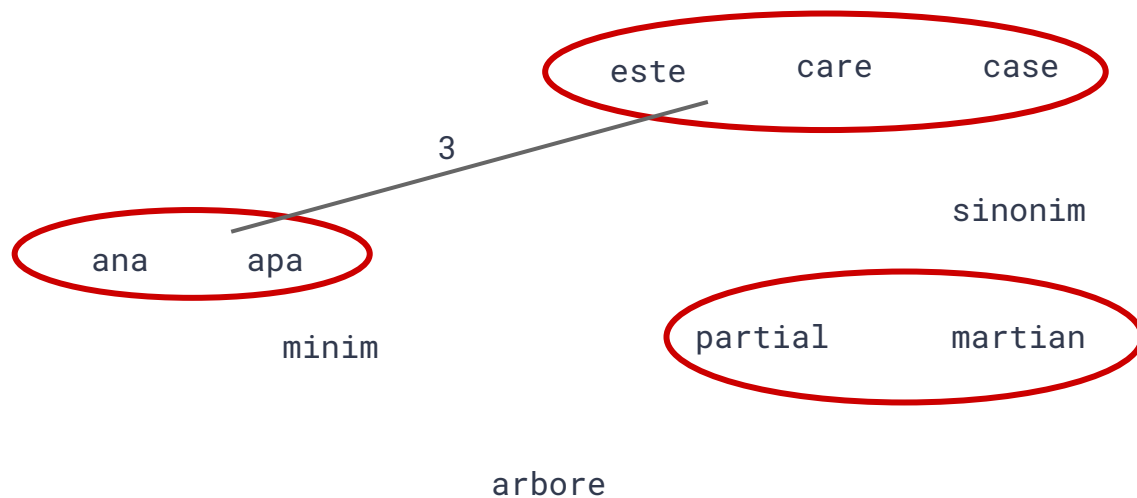 este care case
3
sinonim
ana apa
partial martian
minim
arbore